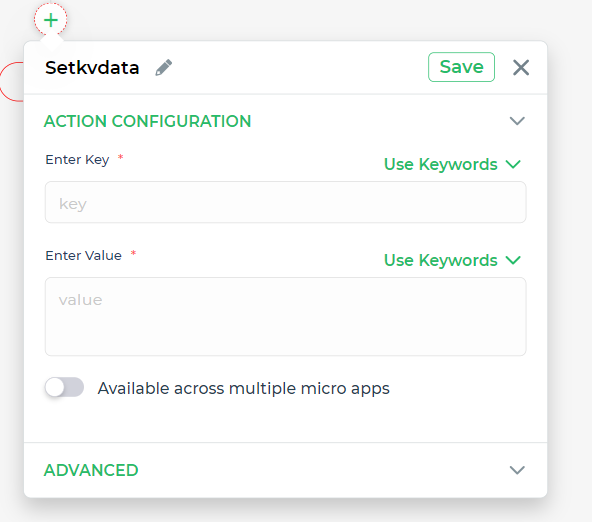 Setkvdata
Save
ACTION CONFIGURATION
Enter Key *
Use Keywords
key
Enter Value *
Use Keywords
value
Available across multiple micro apps
ADVANCED